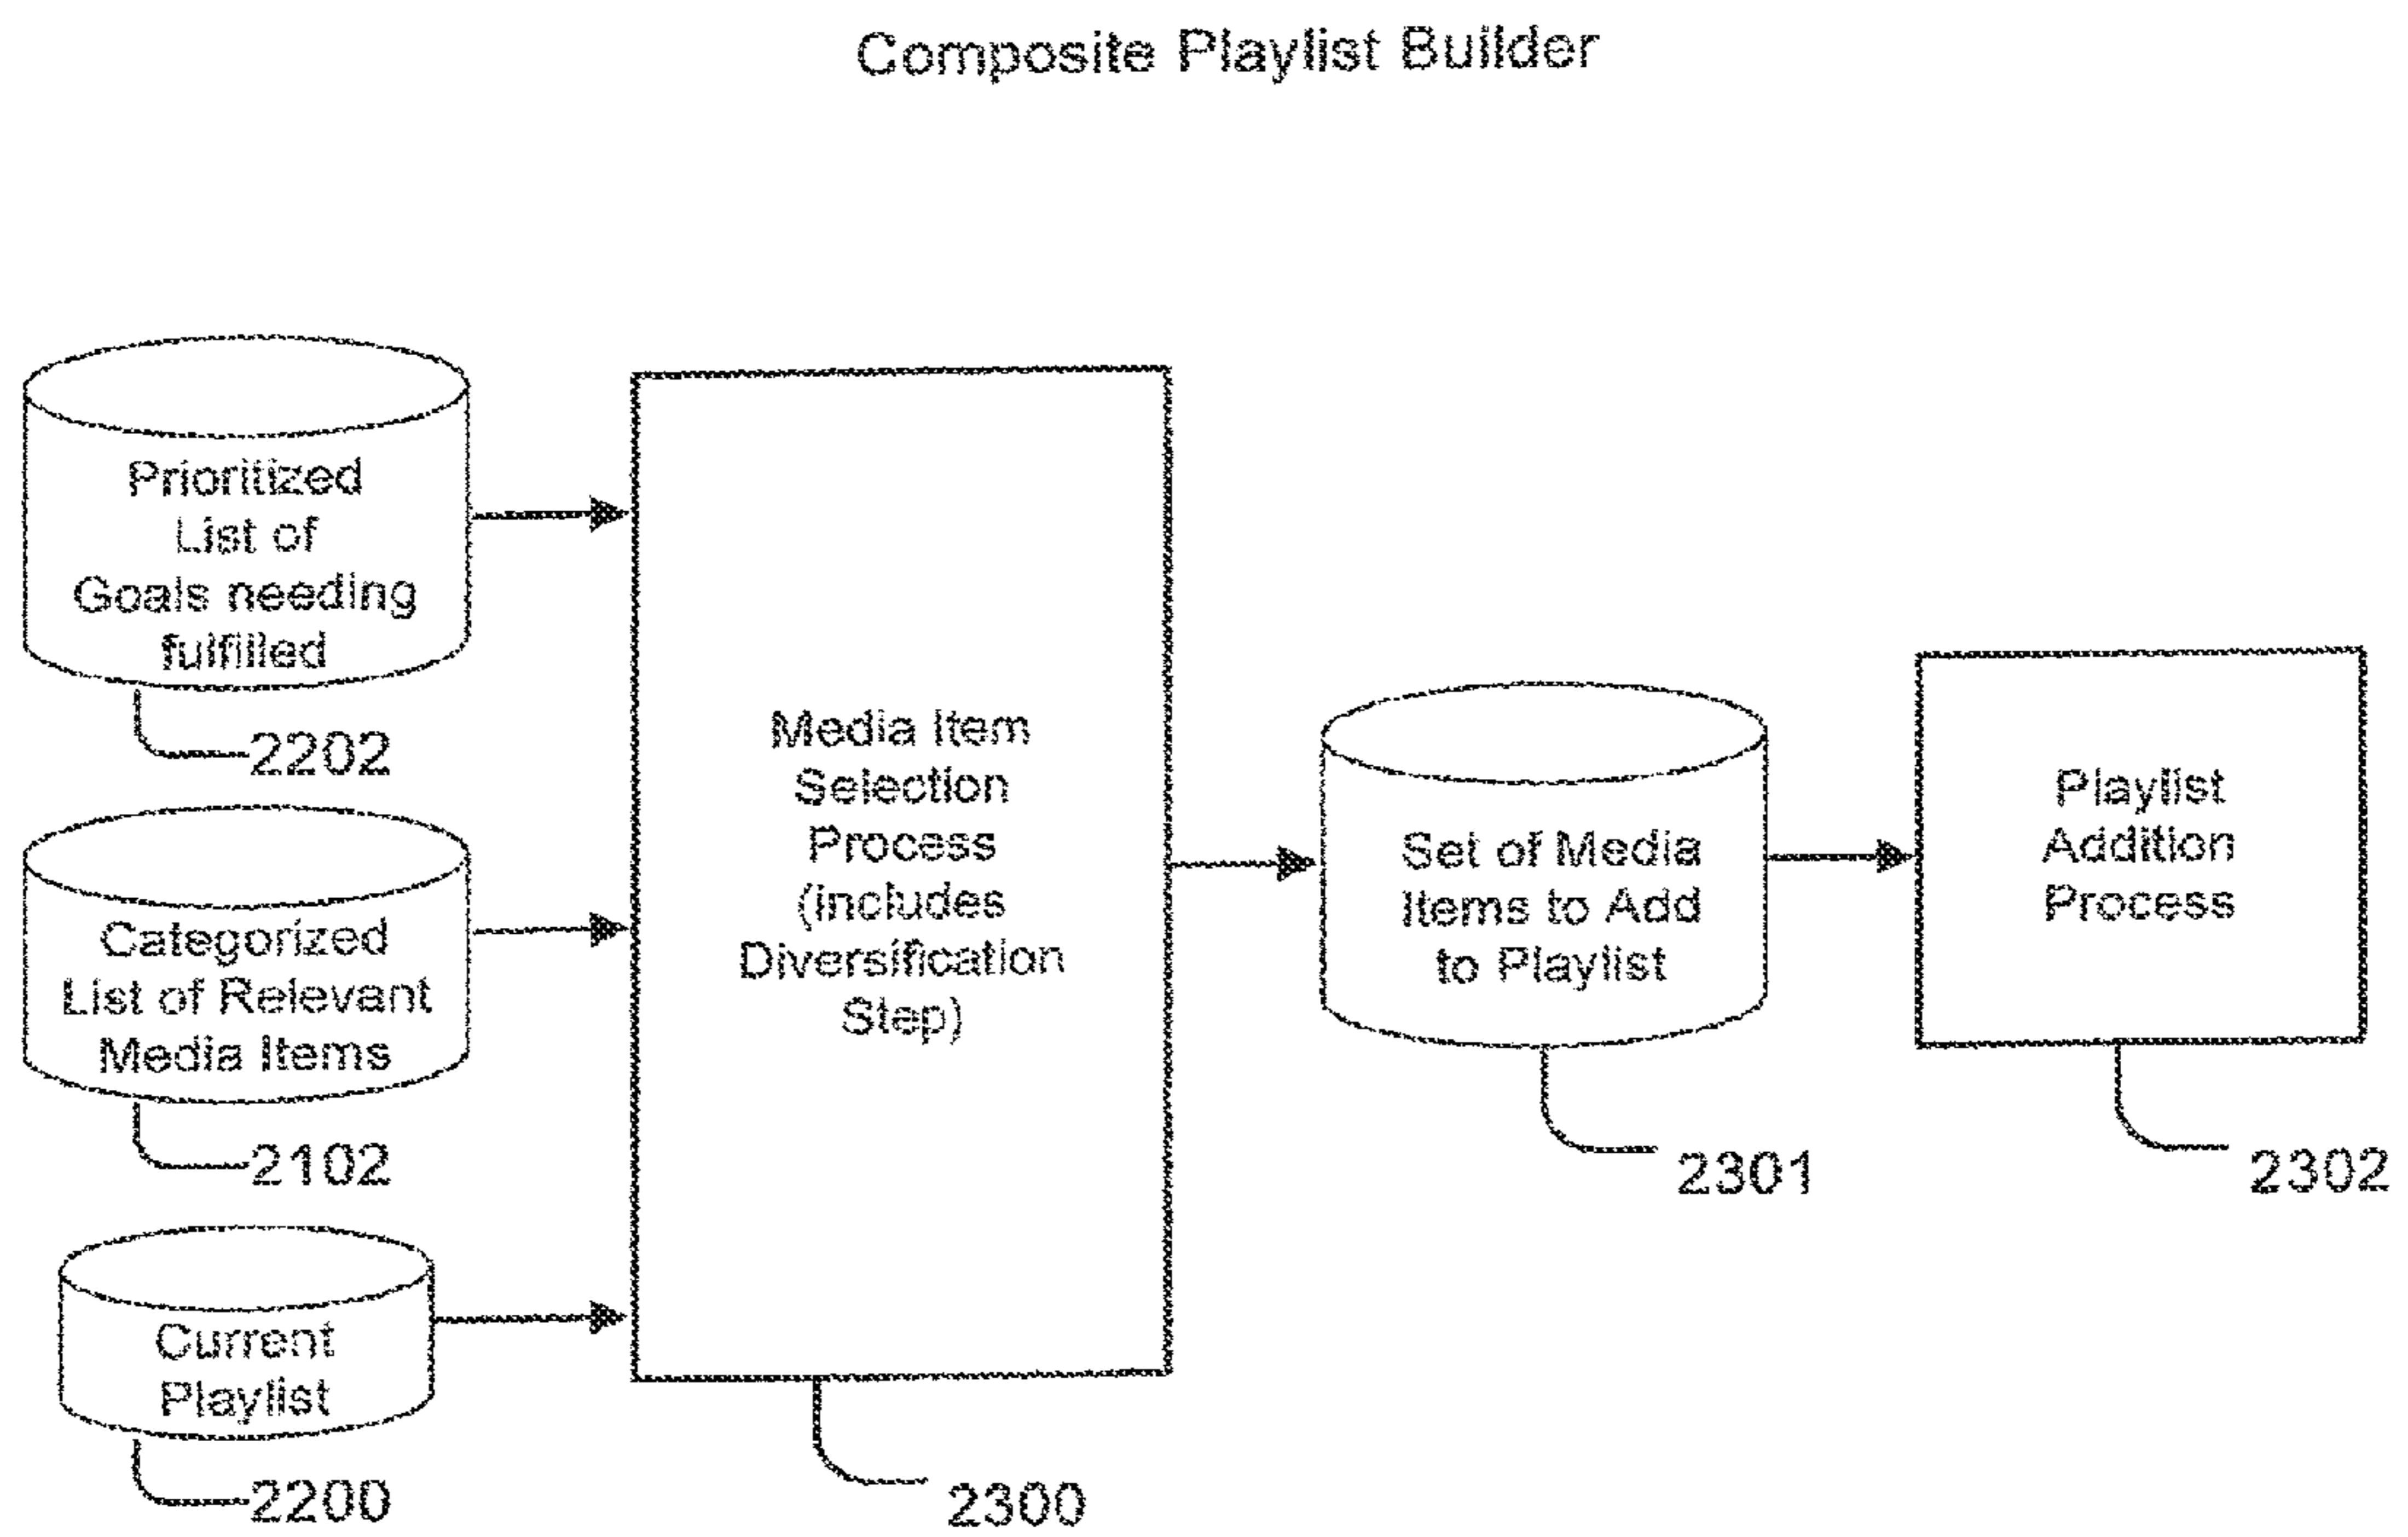 Composite Playlist Builder
Prioritized
List of
Goals needing
fulfilled
2202
Categorized
List of Relevant
Media Items
2102
Current
Playlist
2200
Media Item
Selection
Process
(includes
Diversification
Step)
2300
Set of Media
Items to Add
to Playlist
2301
Playlist
Addition
Process
2302